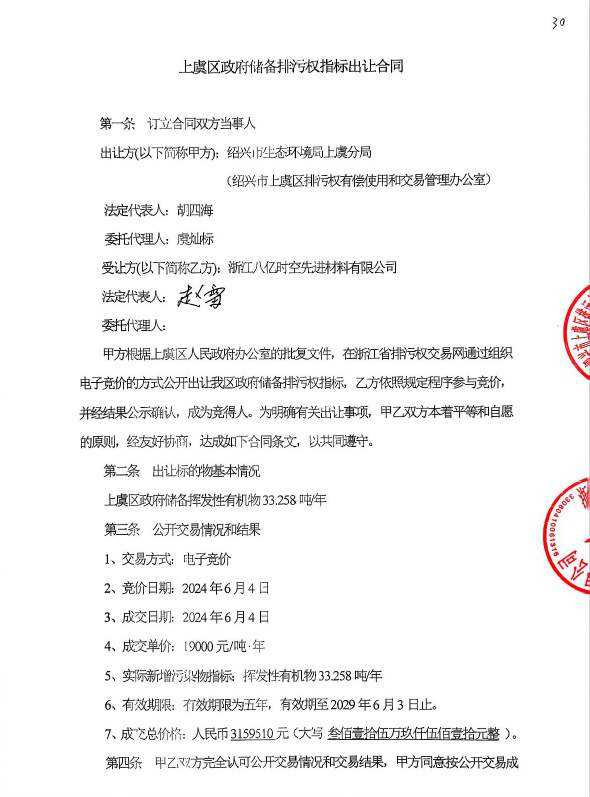 30
上虞区政府储备排污权指标出让合同
第一条 订立合同双方当事人
出让方(以下简称甲方)：绍兴市生态环境局上虞分局
（绍兴市上虞区排污权有偿使用和交易管理办公室）
法定代表人：胡四海
委托代理人：虞灿标
受让方(以下简称乙方)：浙江八亿时空先进材料有限公司
法定代表人：赵雷
委托代理人：
甲方根据上虞区人民政府办公室的批复文件，在浙江省排污权交易网通过组织
电子竞价的方式公开出让我区政府储备排污权指标，乙方依照规定程序参与竞价，
并经结果公示确认，成为竞得人。为明确有关出让事项，甲乙双方本着平等和自愿
的原则，经友好协商，达成如下合同条文，以共同遵守。
第二条 出让标的物基本情况
上虞区政府储备挥发性有机物33.258吨/年
第三条 公开交易情况和结果
1、交易方式：电子竞价
2、竞价日期：2024年6月4日
3、成交日期：2024年6月4日
4、成交单价：19000元/吨·年
5、实际新增污染物指标：挥发性有机物33.258吨/年
6、有效期限：有效期限为五年，有效期至2029年6月3日止。
7、成交总价格：人民币3159510元（大写 叁佰壹拾伍万玖仟伍佰壹拾元整 ）。
第四条 甲乙双方完全认可公开交易情况和交易结果，甲方同意按公开交易成